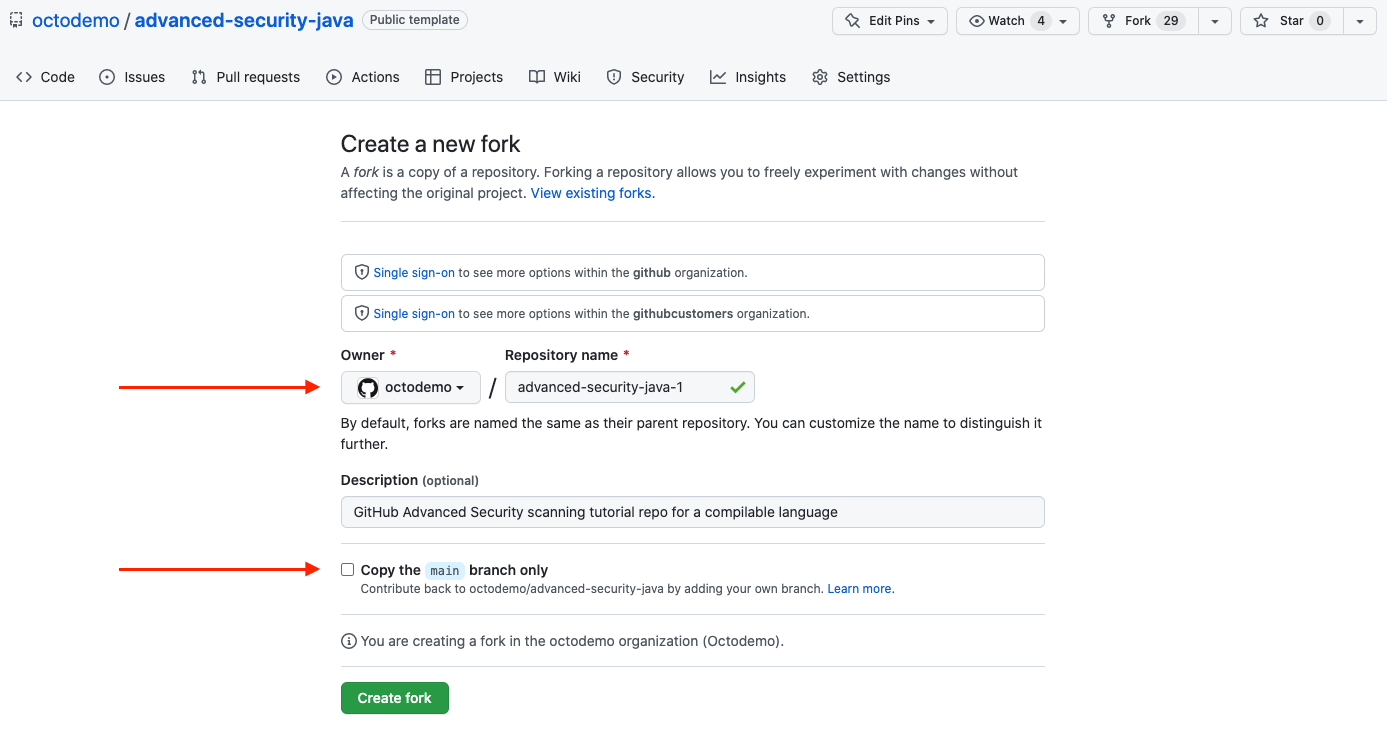 octodemo / advanced-security-java Public template Edit Pins Watch 4 Fork 29 Star 0
Code Issues Pull requests Actions Projects Wiki Security Insights Settings
Create a new fork
A fork is a copy of a repository. Forking a repository allows you to freely experiment with changes without
affecting the original project. View existing forks.
Single sign-on to see more options within the github organization.
Single sign-on to see more options within the githubcustomers organization.
Owner * Repository name *
octodemo / advanced-security-java-1
By default, forks are named the same as their parent repository. You can customize the name to distinguish it
further.
Description (optional)
GitHub Advanced Security scanning tutorial repo for a compilable language
Copy the main branch only
Contribute back to octodemo/advanced-security-java by adding your own branch. Learn more.
You are creating a fork in the octodemo organization (Octodemo).
Create fork